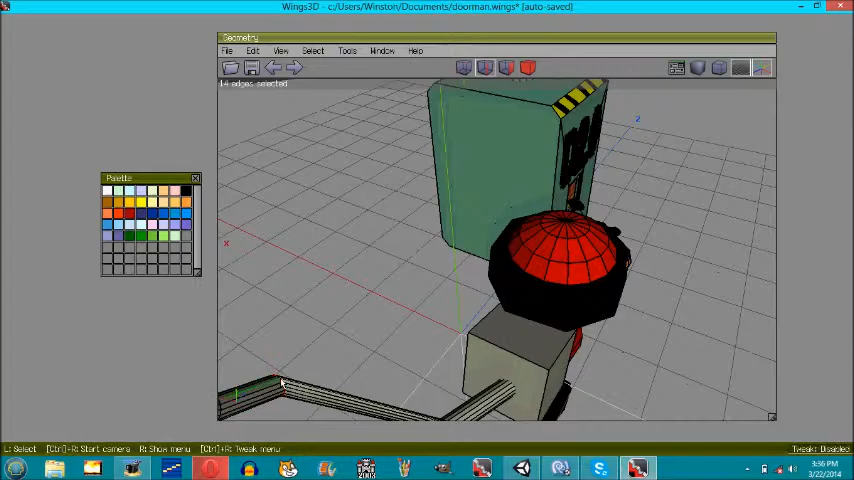 Wings3D - c:/Users/Winston/Documents/doorman.wings* [auto-saved]
Geometry
File Edit View Select Tools Window Help
14 edges selected
Z
Palette
X
L: Select [Ctrl]+R: Start camera R: Show menu [Ctrl]+R: Tweak menu
Tweak: Disabled
2003
3:36 PM
3/22/2014